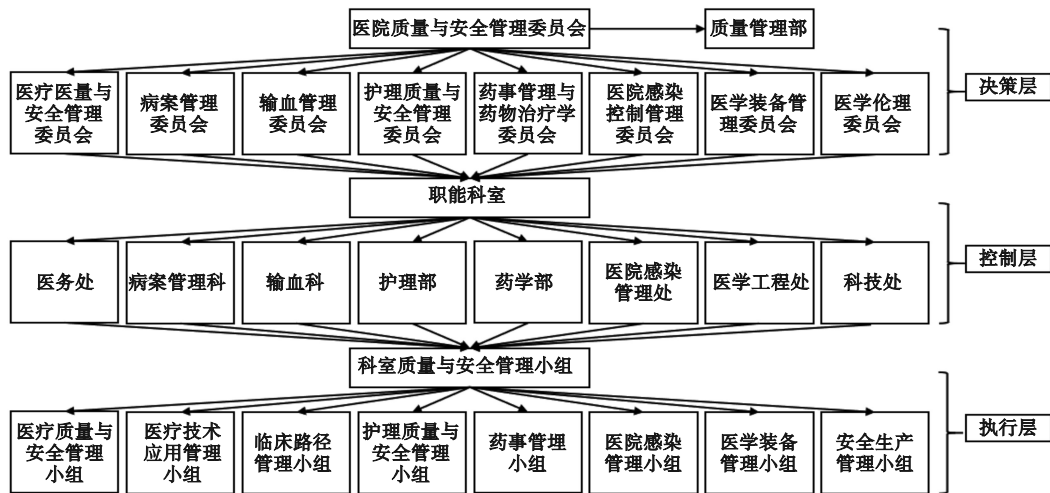 医院质量与安全管理委员会
质量管理部
医疗医量与
安全管理
委员会
病案管理
委员会
输血管理
委员会
护理质量与
安全管理
委员会
药事管理与
药物治疗学
委员会
医院感染
控制管理
委员会
医学装备管
理委员会
医学伦理
委员会
决策层
职能科室
医务处
病案管理科
输血科
护理部
药学部
医院感染
管理处
医学工程处
科技处
控制层
科室质量与安全管理小组
医疗质量与
安全管理
小组
医疗技术
应用管理
小组
临床路径
管理小组
护理质量与
安全管理
小组
药事管理
小组
医院感染
管理小组
医学装备
管理小组
安全生产
管理小组
执行层